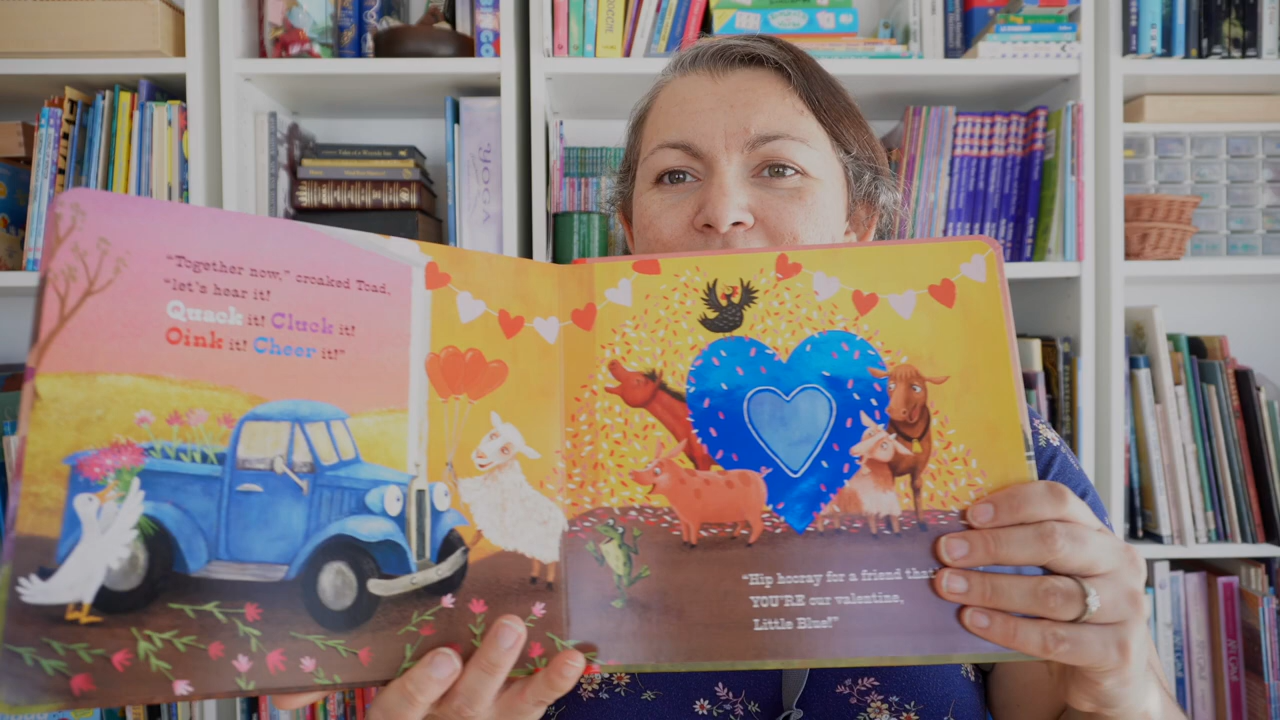 "Together now," croaked Toad,
"let's hear it!
Quack it! Cluck it!
Oink it! Cheer it!"
"Hip hooray for a friend that
YOU'RE our valentine,
Little Blue!"
YOGA